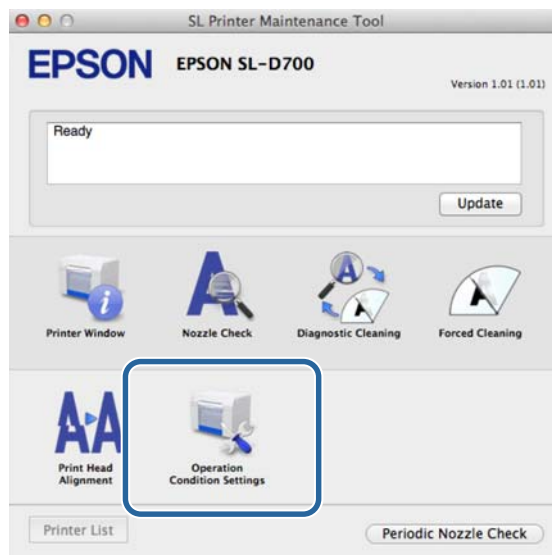 SL Printer Maintenance Tool
EPSON EPSON SL-D700
Version 1.01 (1.01)
Ready
Update
Printer Window Nozzle Check Diagnostic Cleaning Forced Cleaning
Print Head
Alignment
Operation
Condition Settings
Printer List Periodic Nozzle Check